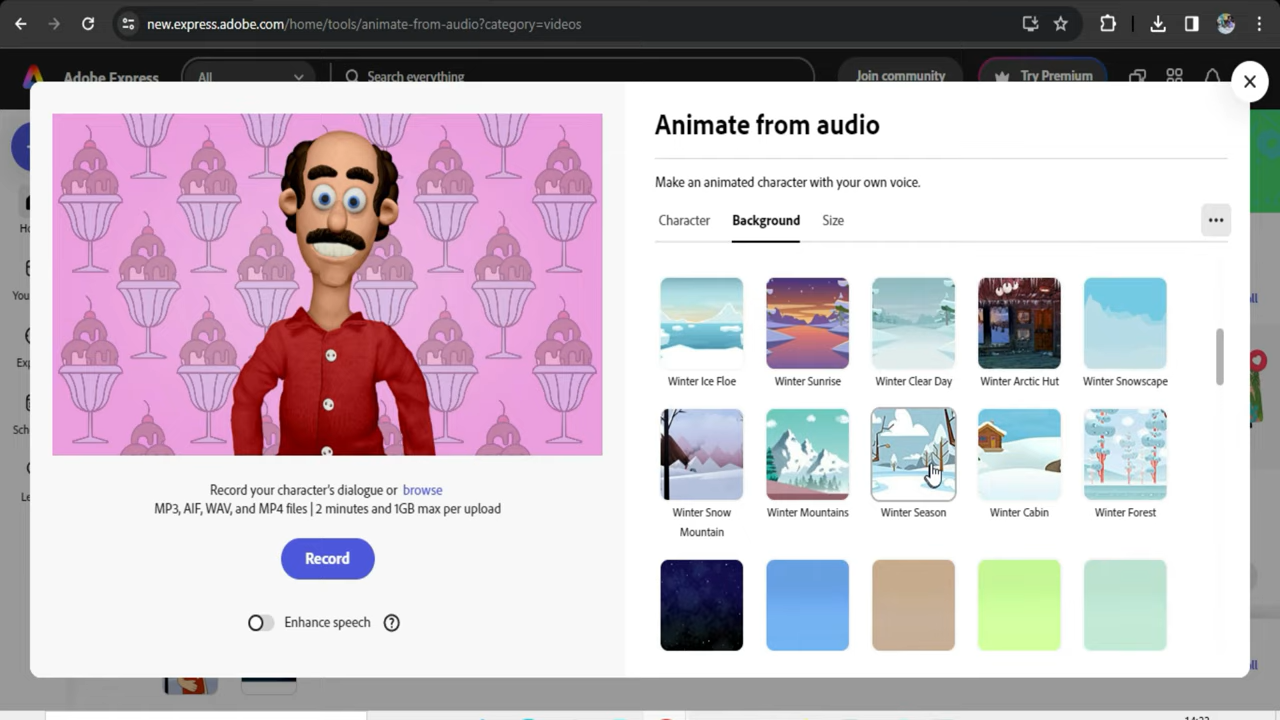 new.express.adobe.com/home/tools/animate-from-audio?category=videos
Adobe Express
All
Search everything
Join community
Try Premium
Animate from audio
Make an animated character with your own voice.
Character
Background
Size
Winter Ice Floe
Winter Sunrise
Winter Clear Day
Winter Arctic Hut
Winter Snowscape
Winter Snow
Mountain
Winter Mountains
Winter Season
Winter Cabin
Winter Forest
Record your character's dialogue or browse
MP3, AIF, WAV, and MP4 files | 2 minutes and 1GB max per upload
Record
Enhance speech